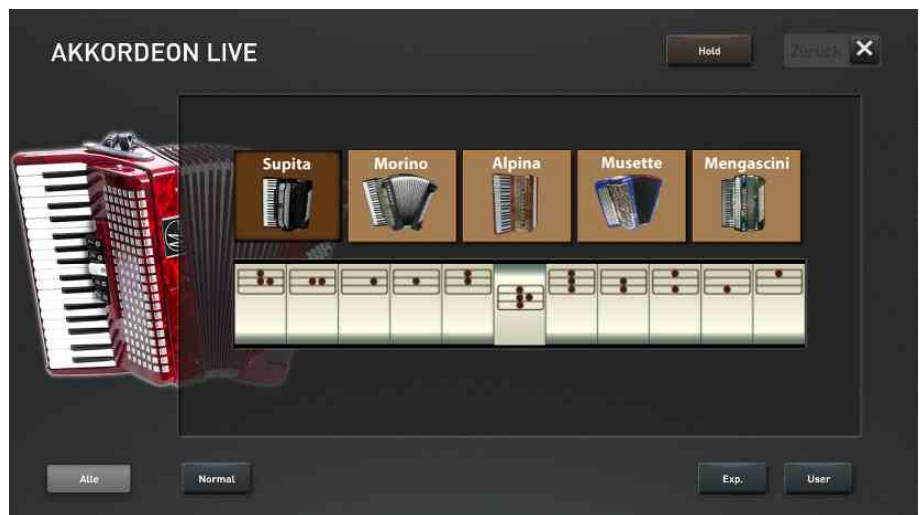 AKKORDEON LIVE
Hold
Zurück
Supita
Morino
Alpina
Musette
Mengascini
Alle
Normal
Exp.
User